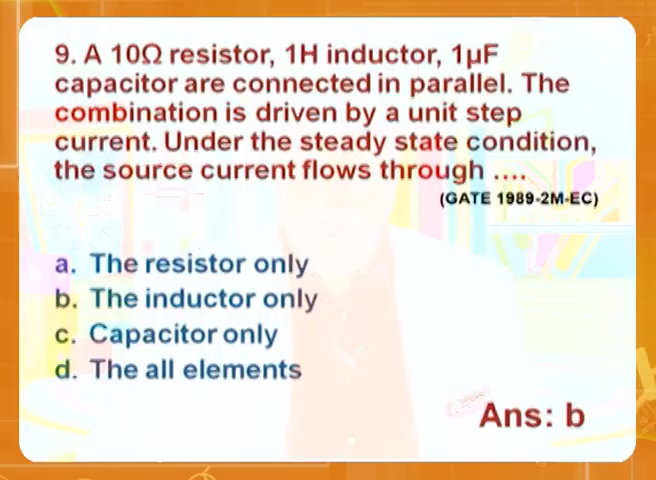 9. A 10Ω resistor, 1H inductor, 1µF
capacitor are connected in parallel. The
combination is driven by a unit step
current. Under the steady state condition,
the source current flows through ....
(GATE 1989-2M-EC)
a. The resistor only
b. The inductor only
c. Capacitor only
d. The all elements
Ans: b